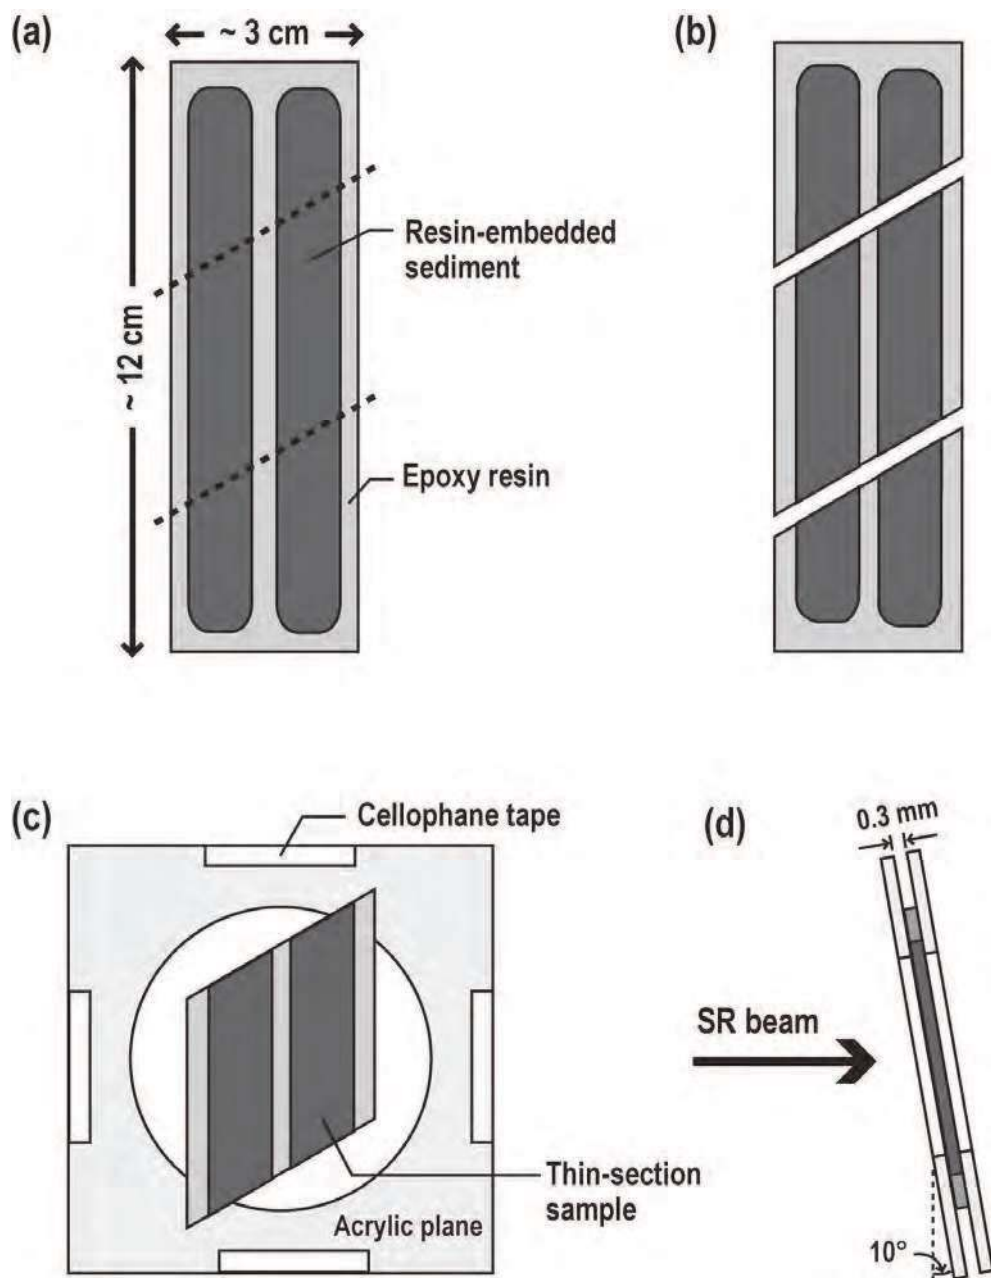 (a)
~ 3 cm
(b)
~ 12 cm
Resin-embedded
sediment
Epoxy resin
(c)
Cellophane tape
(d)
0.3 mm
SR beam
Thin-section
sample
Acrylic plane
10°